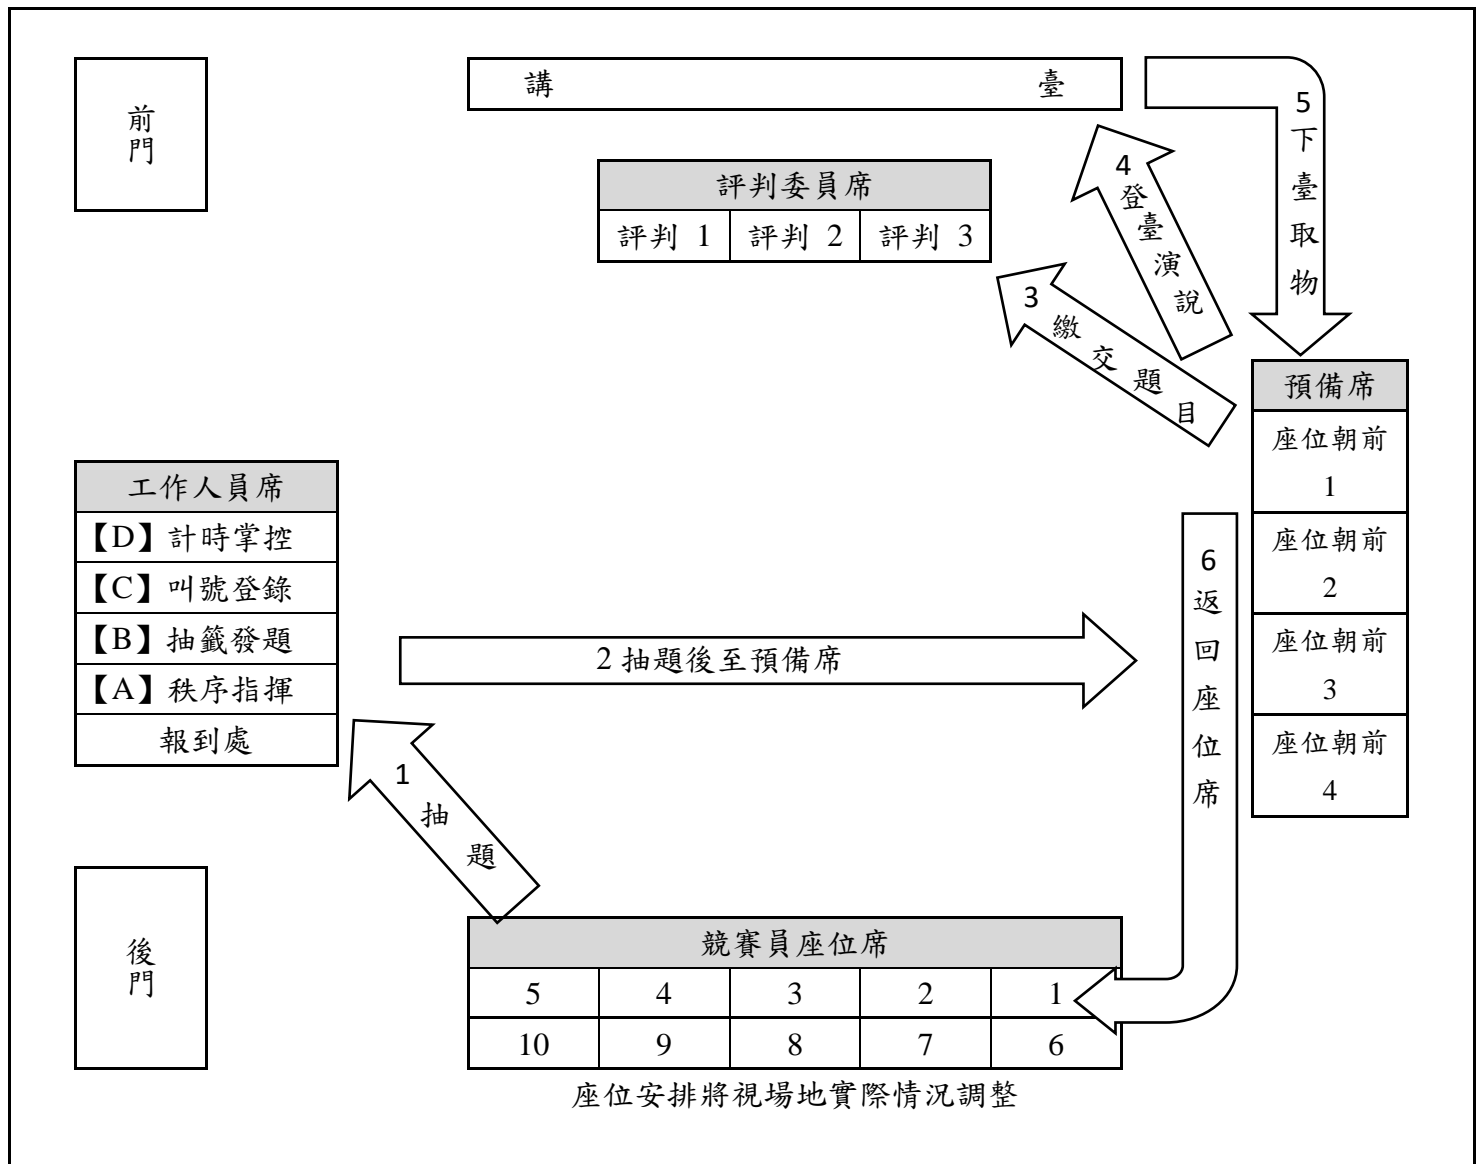 前門
講 臺
評判委員席
評判 1 評判 2 評判 3
5下臺取物
4登臺演說
3繳交題目
預備席
座位朝前
1
座位朝前
2
座位朝前
3
座位朝前
4
工作人員席
【D】計時掌控
【C】叫號登錄
【B】抽籤發題
【A】秩序指揮
報到處
2 抽題後至預備席
6返回座位席
1抽題
後門
競賽員座位席
5 4 3 2 1
10 9 8 7 6
座位安排將視場地實際情況調整